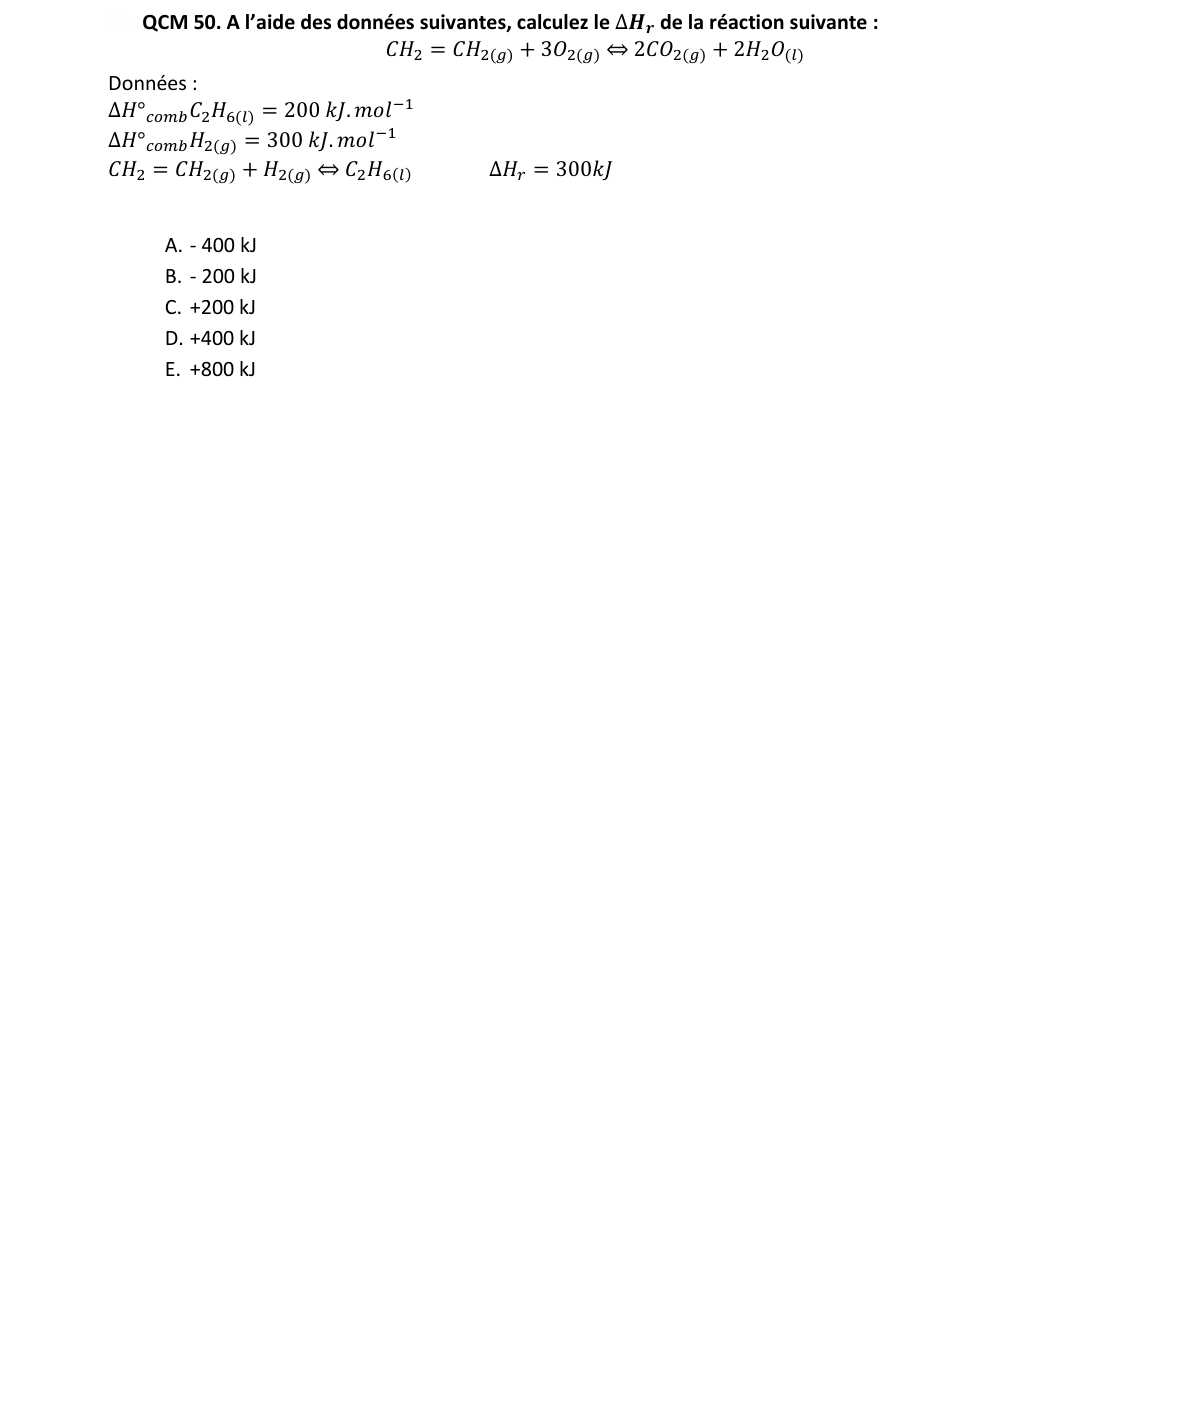 QCM 50. A l’aide des données suivantes, calculez le ΔHᵣ de la réaction suivante :
CH₂ = CH₂₍g₎ + 3O₂₍g₎ ⇔ 2CO₂₍g₎ + 2H₂O₍l₎
Données :
ΔH°comb C₂H₆₍l₎ = 200 kJ.mol⁻¹
ΔH°comb H₂₍g₎ = 300 kJ.mol⁻¹
CH₂ = CH₂₍g₎ + H₂₍g₎ ⇔ C₂H₆₍l₎ ΔHᵣ = 300kJ
A. - 400 kJ
B. - 200 kJ
C. +200 kJ
D. +400 kJ
E. +800 kJ